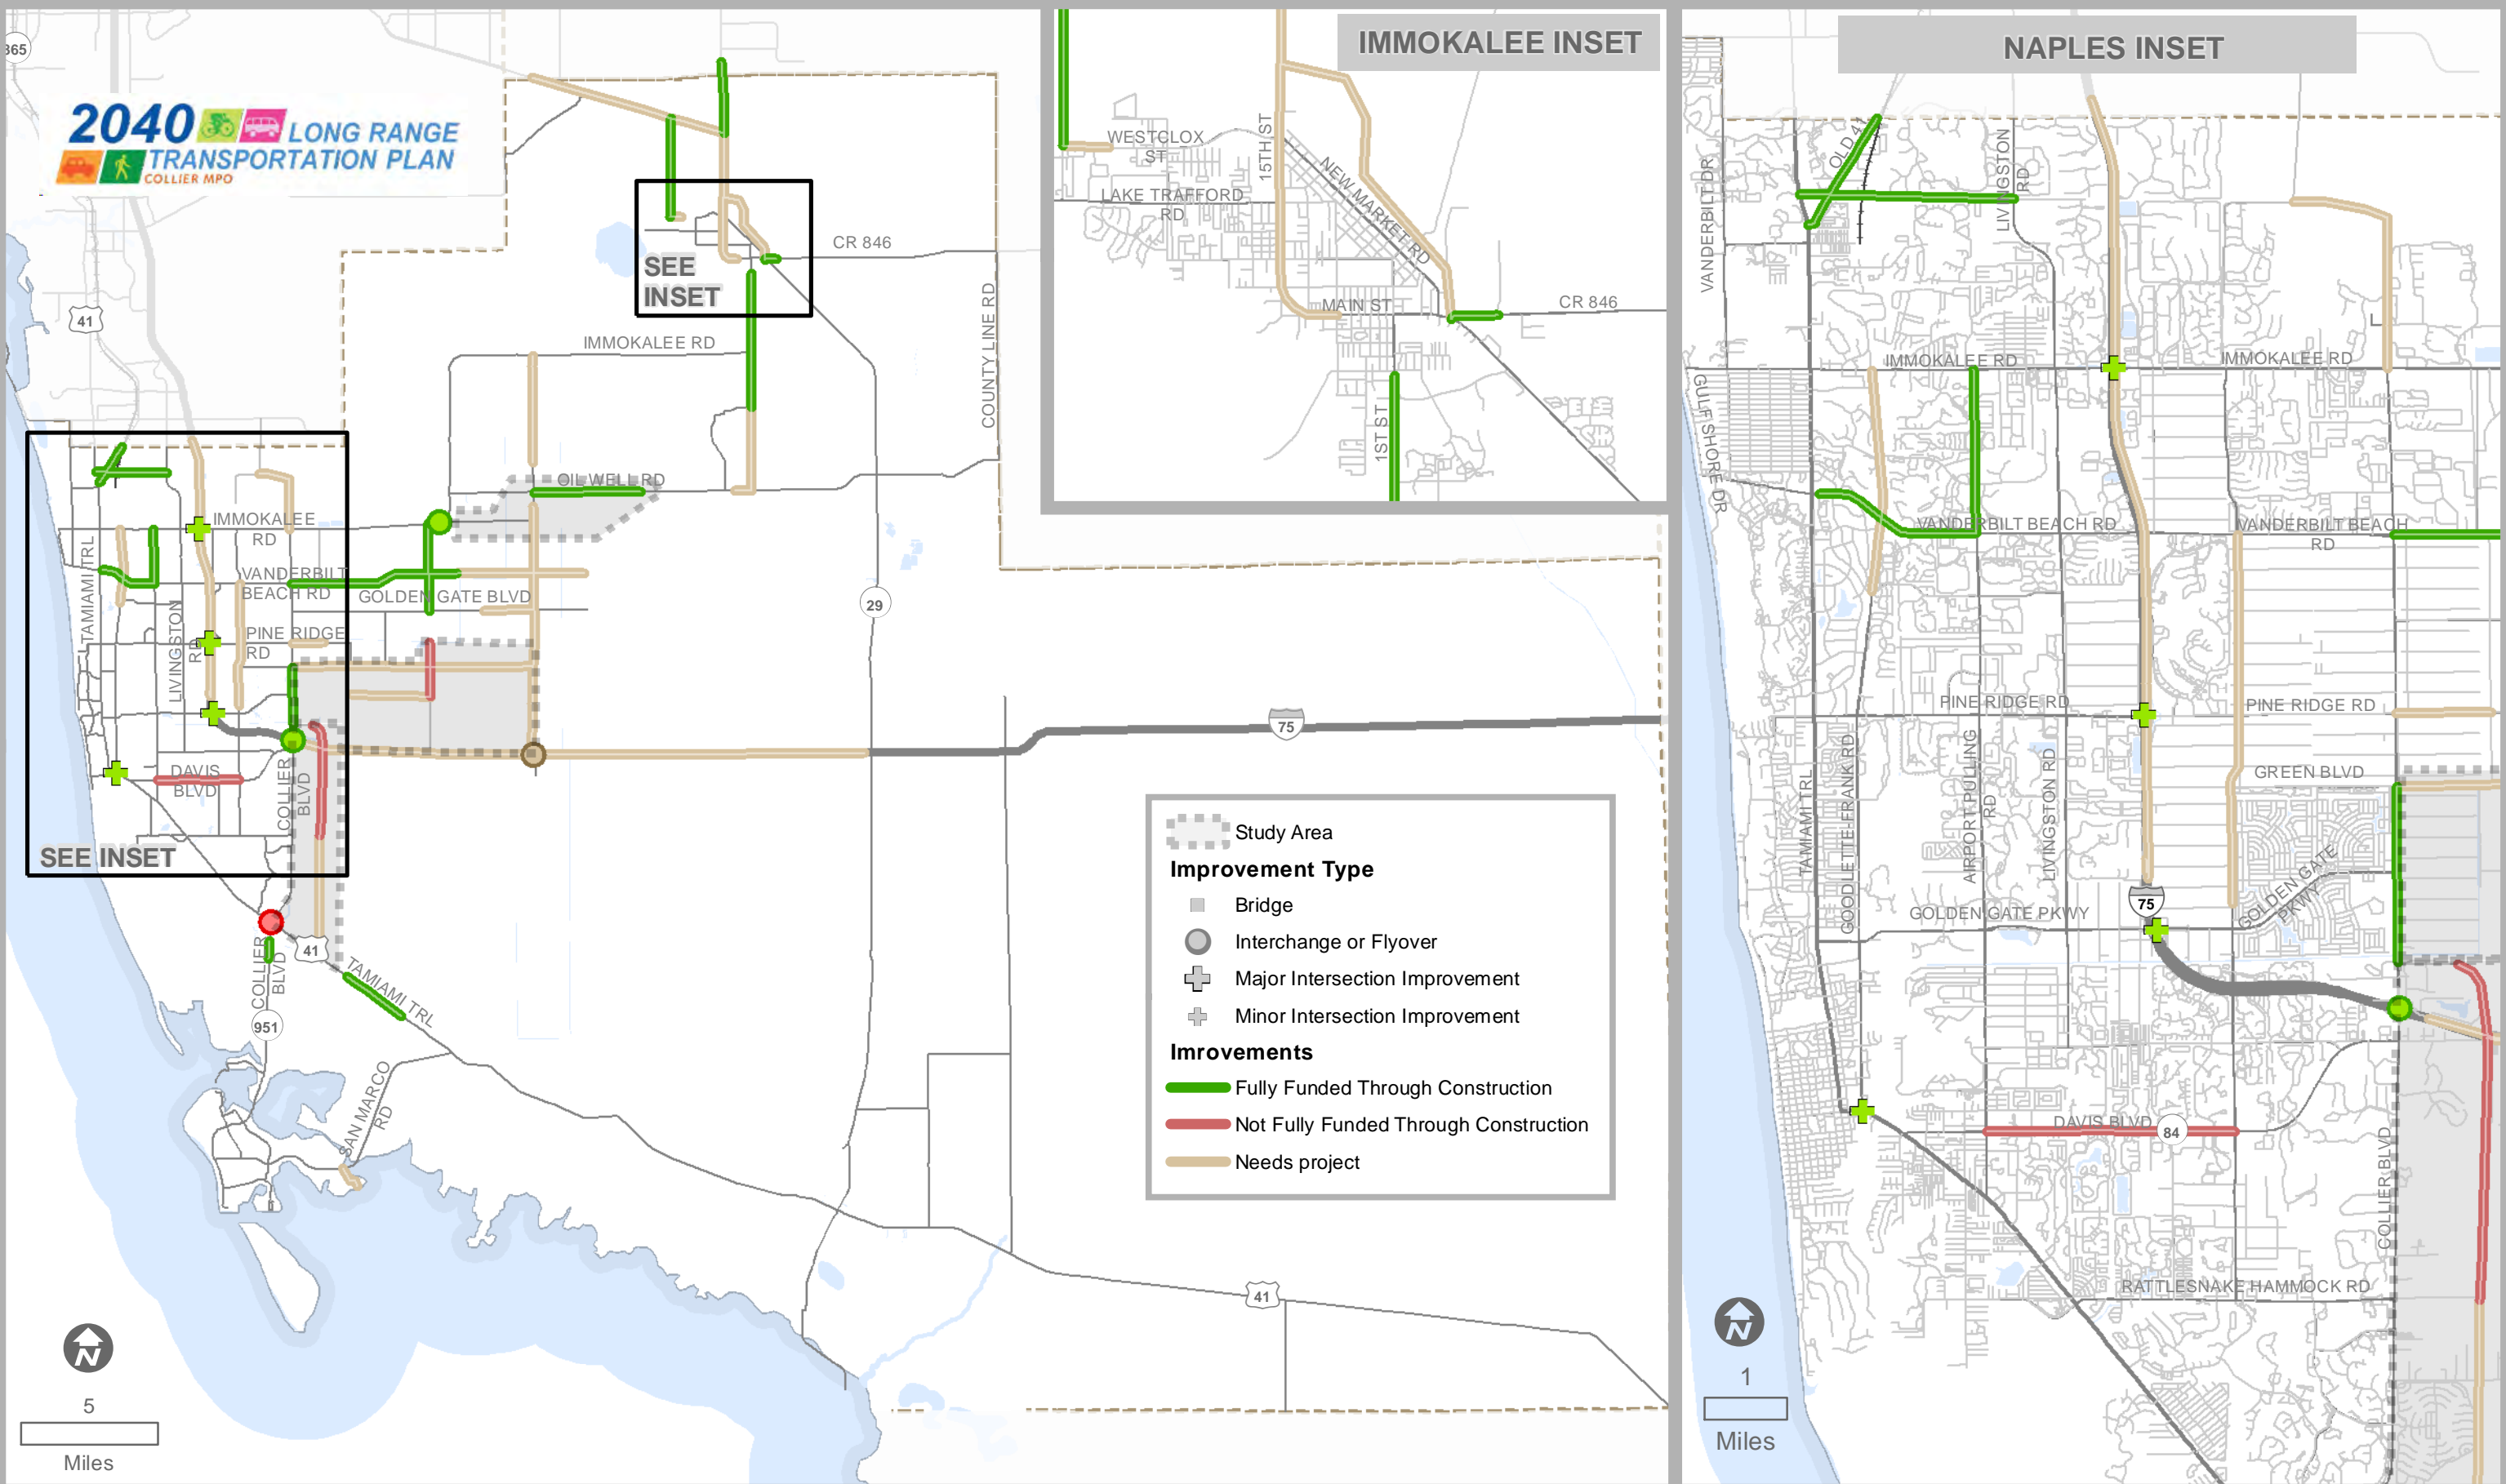 365
2040 LONG RANGE
TRANSPORTATION PLAN
COLLIER MPO
41
SEE
INSET
CR 846
IMMOKALEE RD
COUNTY LINE RD
OIL WELL RD
IMMOKALEE
RD
TAMIAMI TRL
VANDERBILT
BEACH RD
GOLDEN GATE BLVD
LIVINGSTON
RD
PINE RIDGE
RD
29
75
DAVIS
BLVD
COLLIER
BLVD
SEE INSET
41
COLLIER
BLVD
TAMIAMI TRL
951
SAN MARCO
RD
41
5
Miles
IMMOKALEE INSET
WESTCLOX
ST
15TH ST
NEW MARKET RD
LAKE TRAFFORD
RD
MAIN ST
CR 846
1ST ST
Study Area
Improvement Type
Bridge
Interchange or Flyover
Major Intersection Improvement
Minor Intersection Improvement
Imrovements
Fully Funded Through Construction
Not Fully Funded Through Construction
Needs project
NAPLES INSET
OLD 41
VANDERBILT DR
LIVINGSTON
RD
IMMOKALEE RD
IMMOKALEE RD
GULFSHORE DR
VANDERBILT BEACH RD
VANDERBILT BEACH
RD
PINE RIDGE RD
PINE RIDGE RD
TAMIAMI TRL
GOODLETTE-FRANK RD
AIRPORT PULLING
RD
LIVINGSTON RD
GREEN BLVD
GOLDEN GATE
PKWY
75
GOLDEN GATE PKWY
DAVIS BLVD
84
COLLIER BLVD
RATTLESNAKE HAMMOCK RD
1
Miles